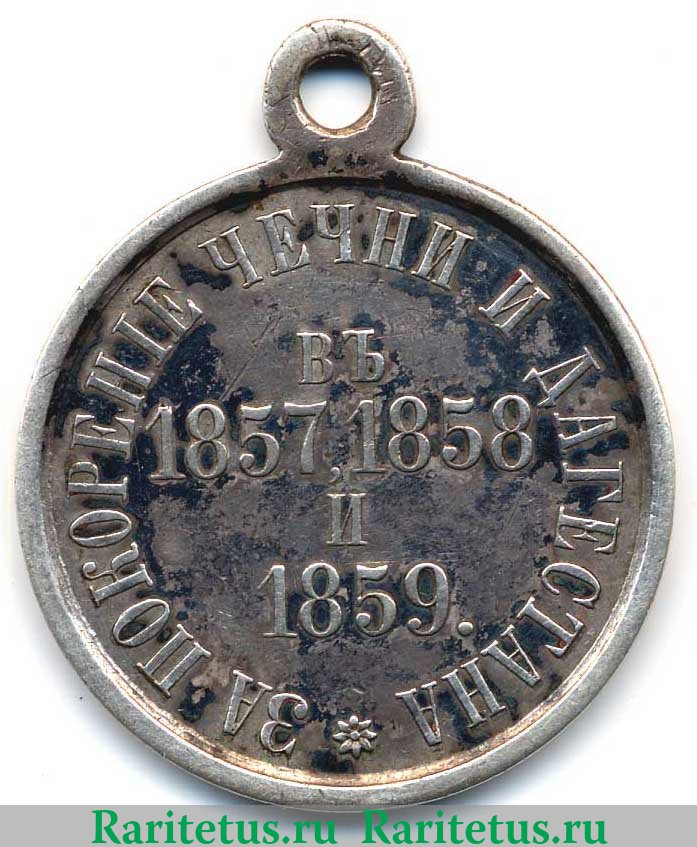 ЗА ПОКОРЕНІЕ ЧЕЧНИ И ДАГЕСТАНА
ВЪ
1857, 1858
И
1859.
Raritetus.ru Raritetus.ru